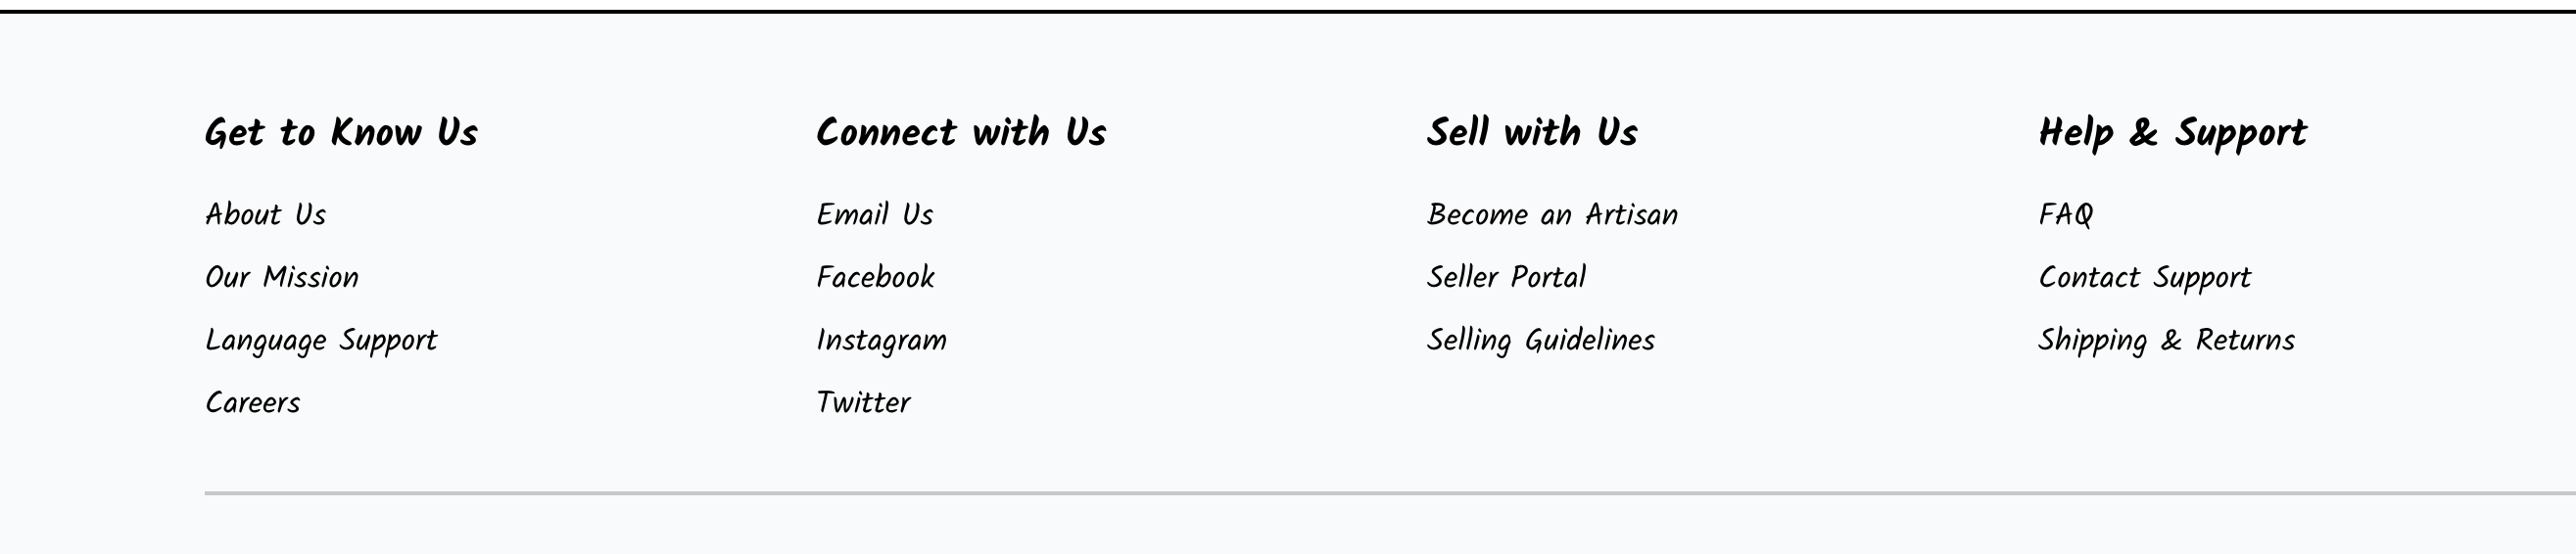 Get to Know Us
About Us
Our Mission
Language Support
Careers
Connect with Us
Email Us
Facebook
Instagram
Twitter
Sell with Us
Become an Artisan
Seller Portal
Selling Guidelines
Help & Support
FAQ
Contact Support
Shipping & Returns